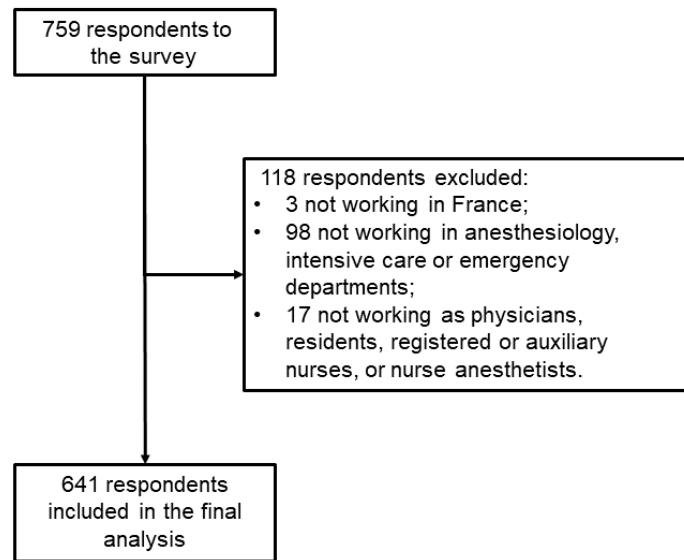 759 respondents to
the survey
118 respondents excluded:
• 3 not working in France;
• 98 not working in anesthesiology,
intensive care or emergency
departments;
• 17 not working as physicians,
residents, registered or auxiliary
nurses, or nurse anesthetists.
641 respondents
included in the final
analysis